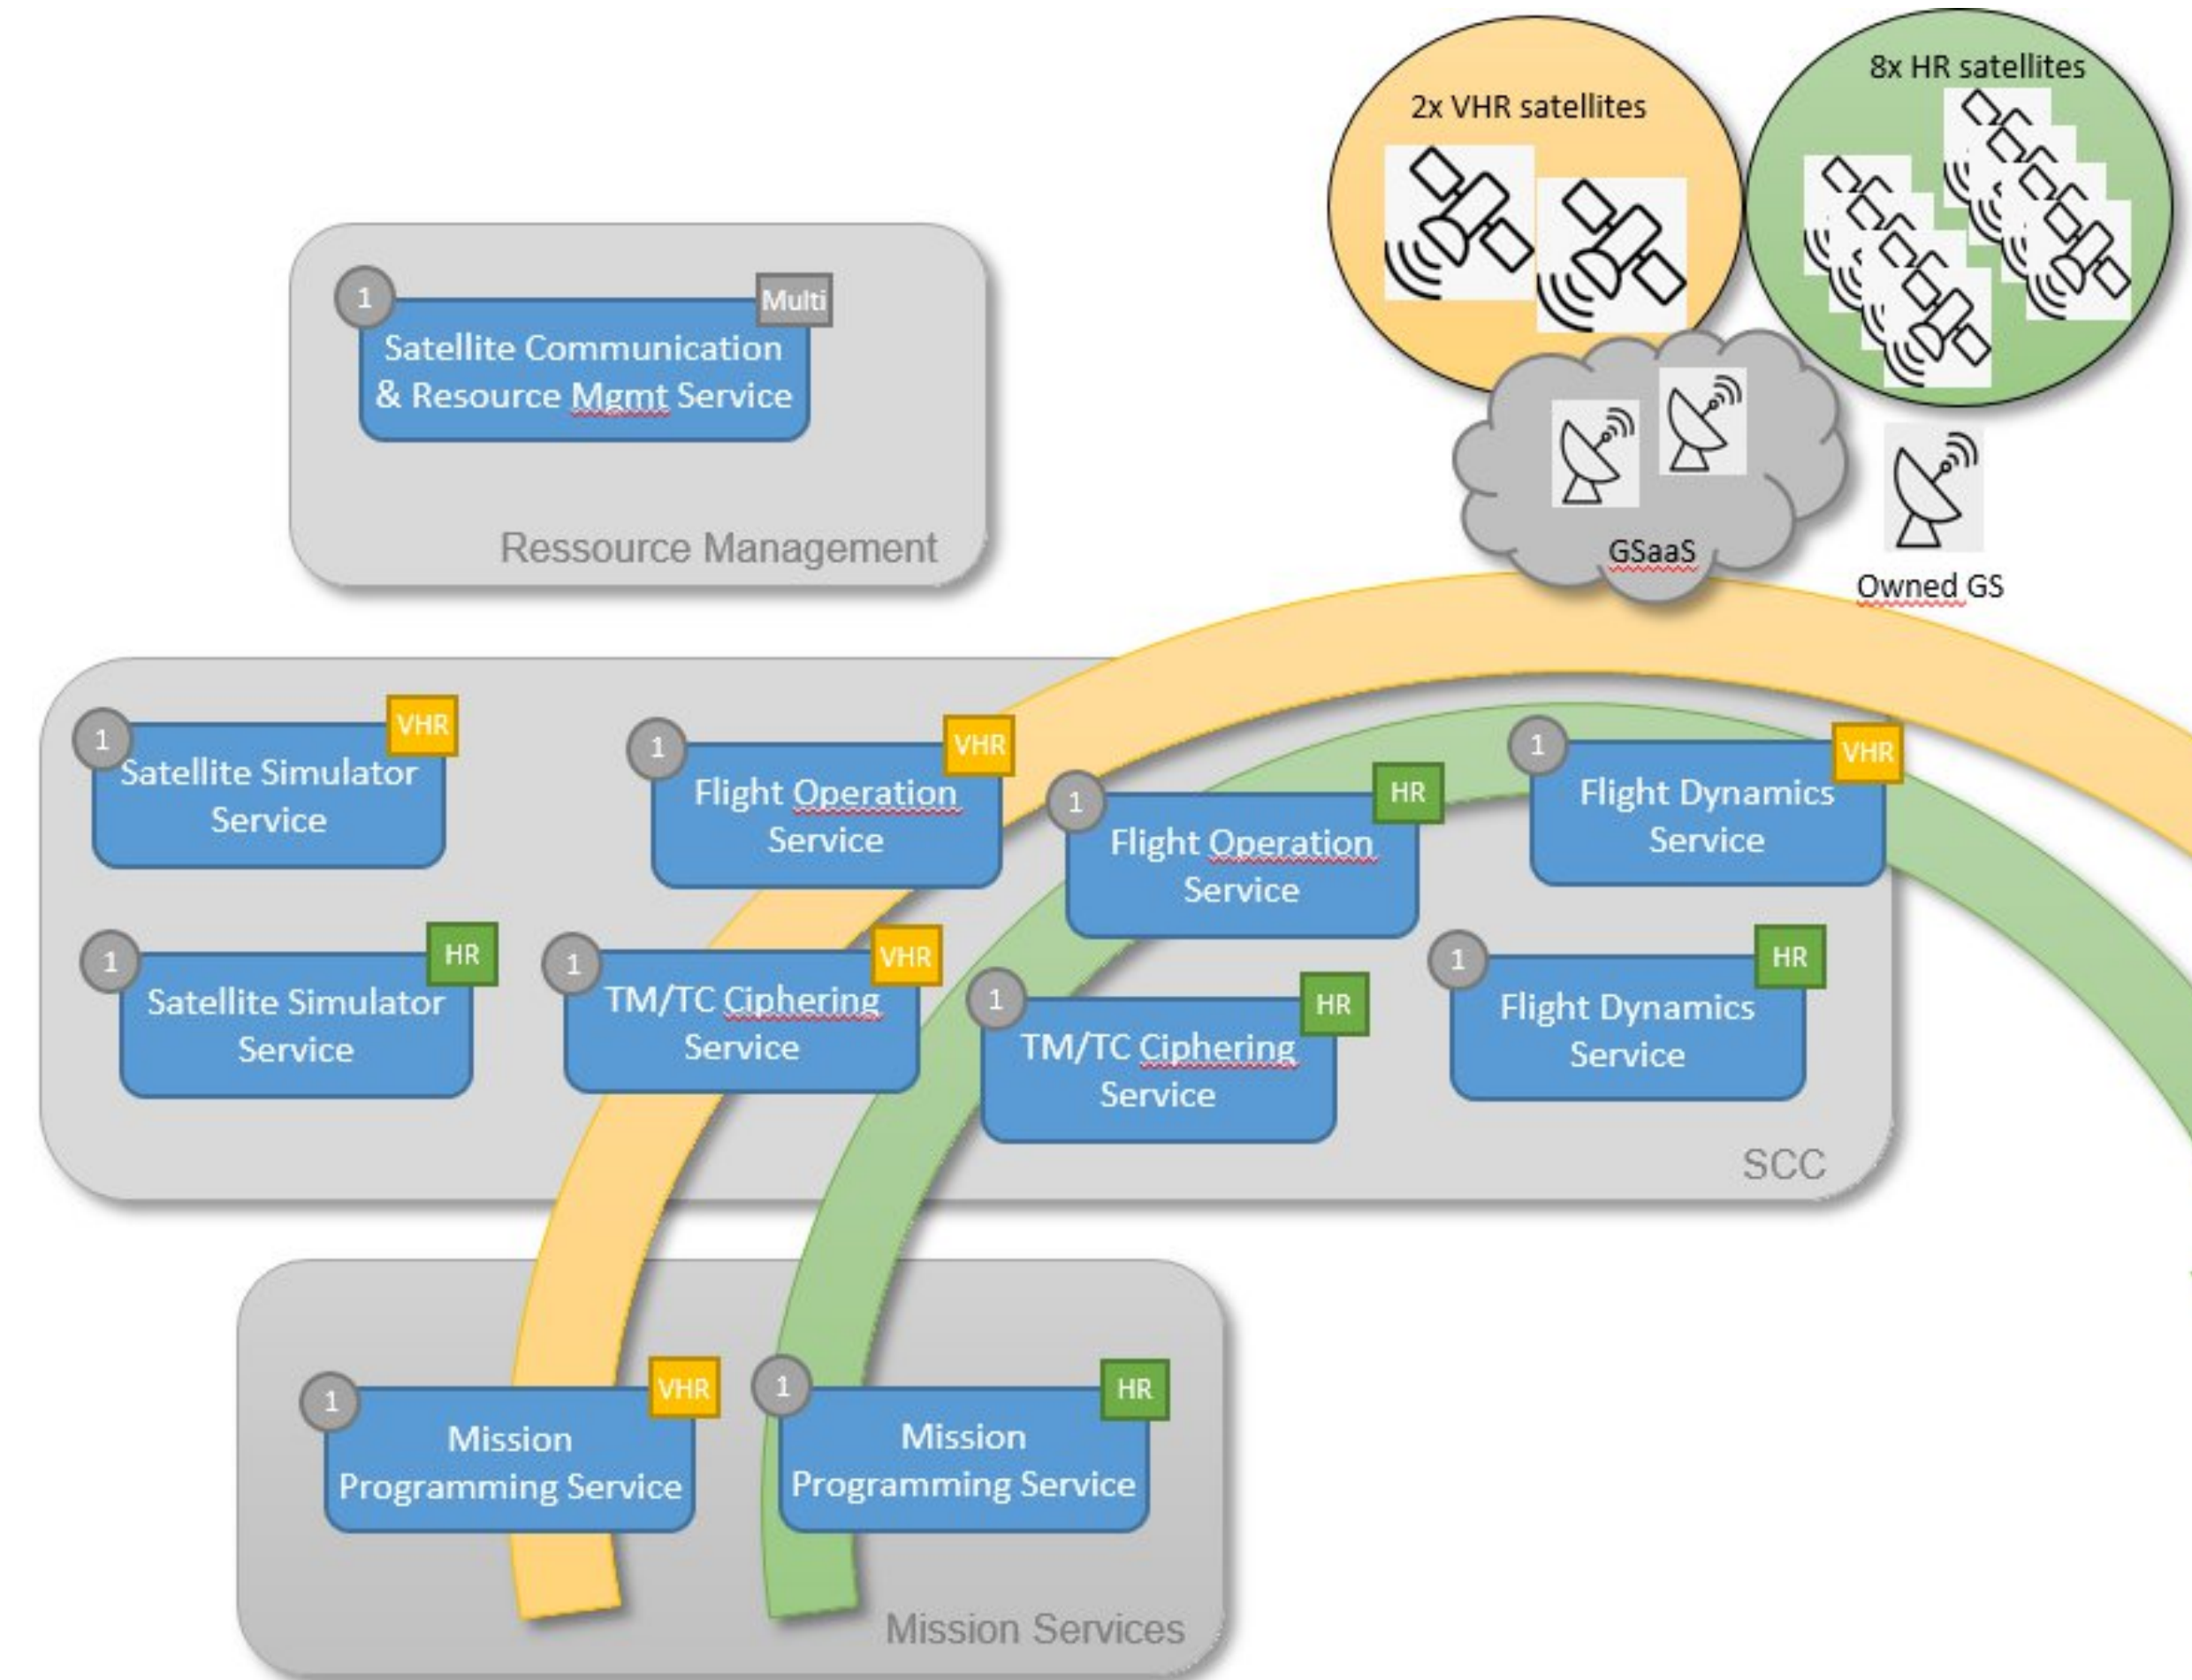 2x VHR satellites
8x HR satellites
1
Multi
Satellite Communication
& Resource Mgmt Service
Ressource Management
GSaaS
Owned GS
1
VHR
Satellite Simulator
Service
1
VHR
Flight Operation
Service
1
HR
Flight Operation
Service
1
VHR
Flight Dynamics
Service
1
HR
Satellite Simulator
Service
1
VHR
TM/TC Ciphering
Service
1
HR
TM/TC Ciphering
Service
1
HR
Flight Dynamics
Service
SCC
1
VHR
Mission
Programming Service
1
HR
Mission
Programming Service
Mission Services